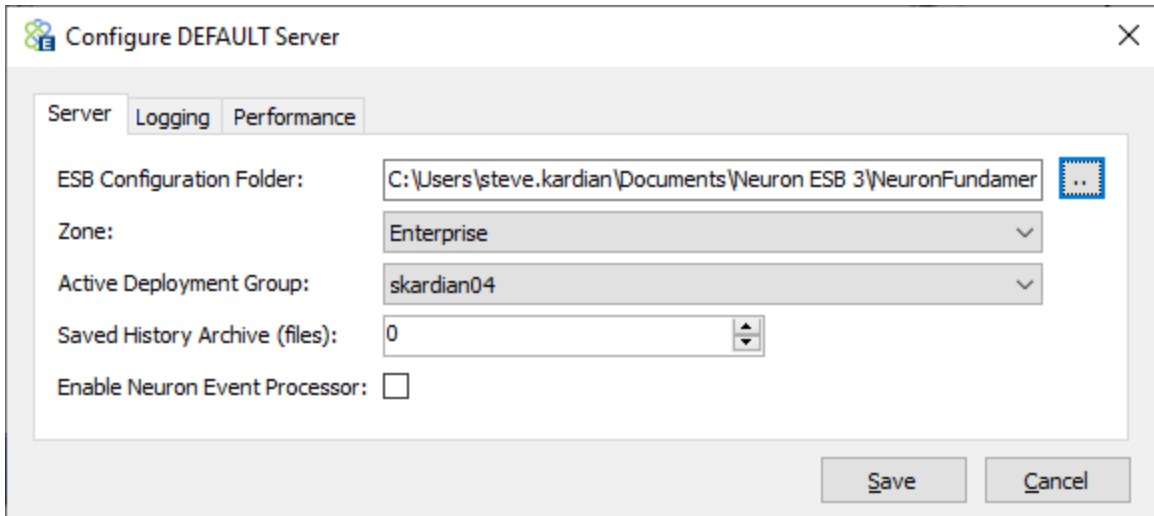 Configure DEFAULT Server
Server Logging Performance
ESB Configuration Folder: C:\Users\steve.kardian\Documents\Neuron ESB 3\NeuronFundamer ..
Zone: Enterprise
Active Deployment Group: skardian04
Saved History Archive (files): 0
Enable Neuron Event Processor:
Save Cancel